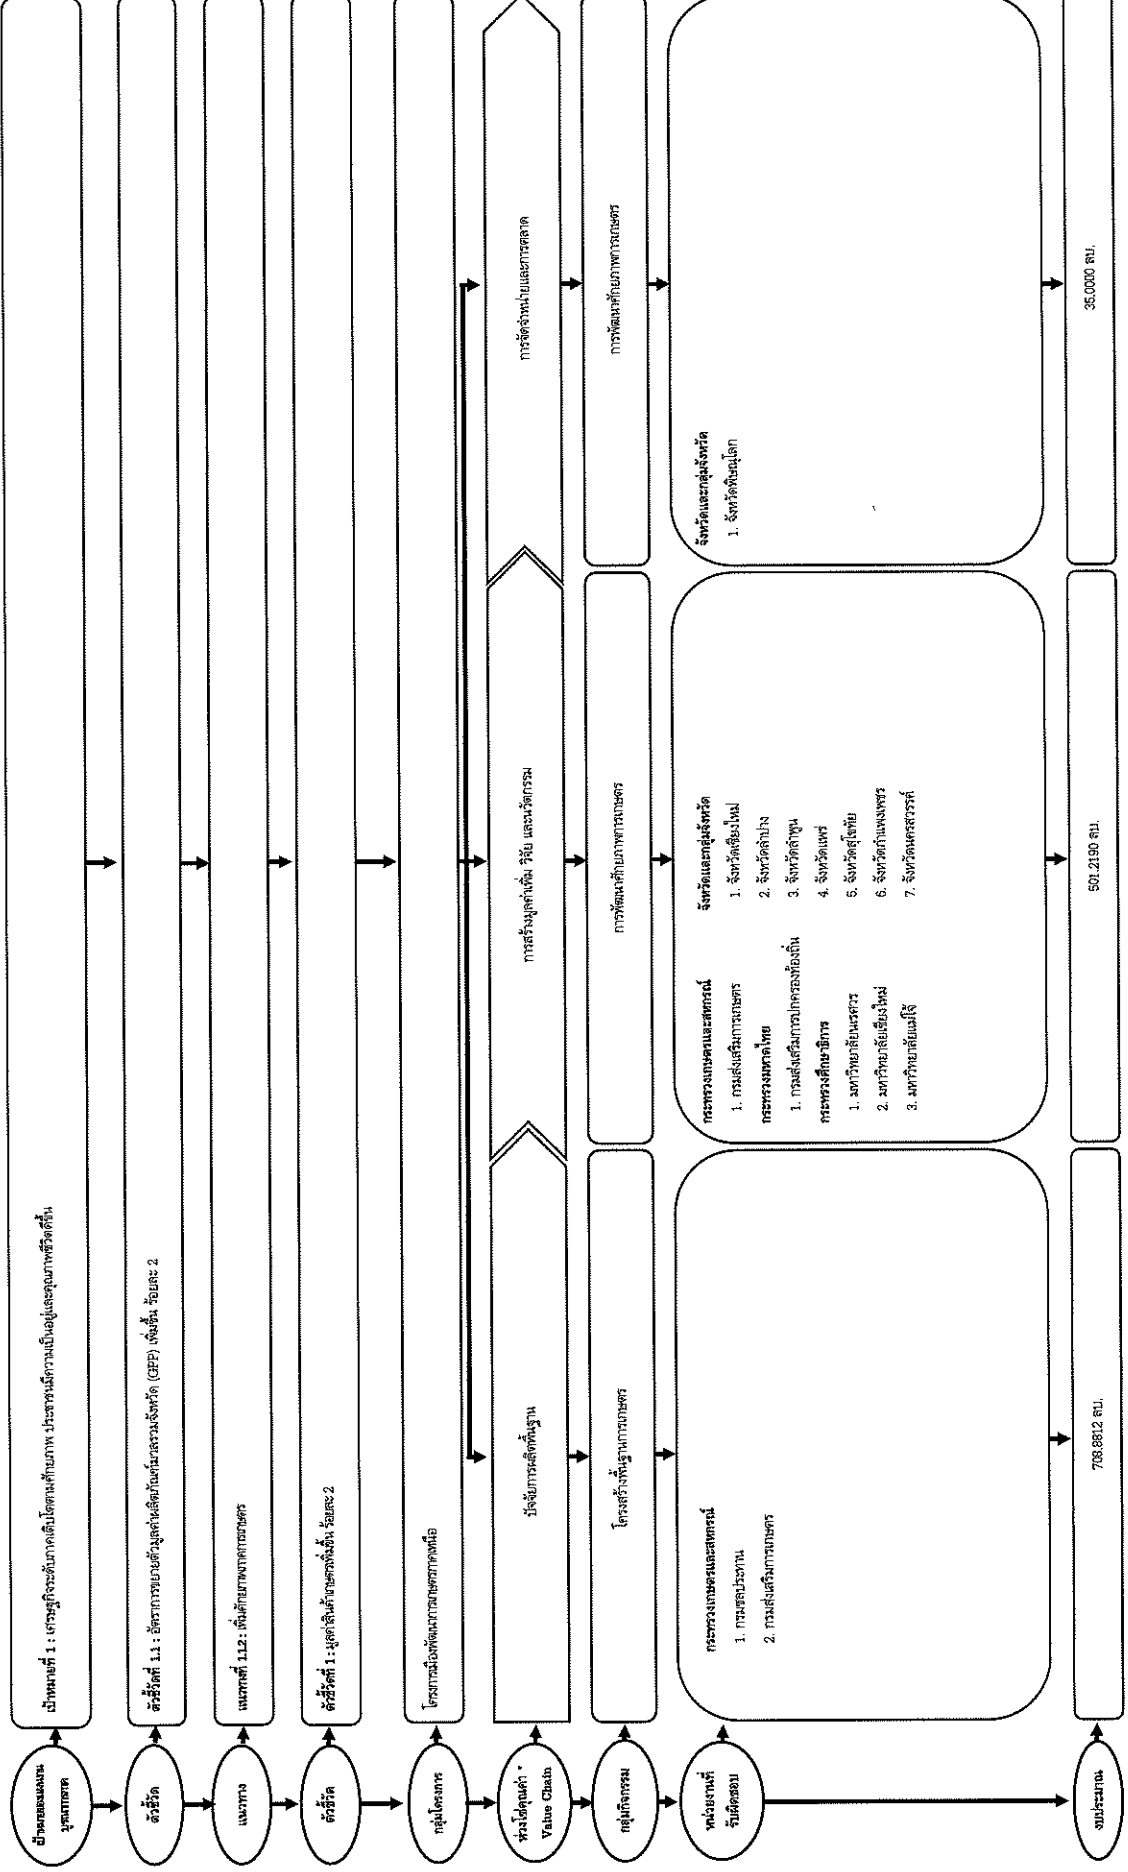 เป้าหมายของแผนงาน
บูรณาการ
เป้าหมายที่ 1 : เศรษฐกิจระดับภาคเติบโตตามศักยภาพ ประชาชนมีความเป็นอยู่และคุณภาพชีวิตดีขึ้น
ตัวชี้วัด
ตัวชี้วัดที่ 1.1 : อัตราการขยายตัวมูลค่าผลิตภัณฑ์มวลรวมจังหวัด (GPP) เพิ่มขึ้น ร้อยละ 2
แนวทาง
แนวทางที่ 1.1.2 : เพิ่มศักยภาพภาคการเกษตร
ตัวชี้วัด
ตัวชี้วัดที่ 1 : มูลค่าสินค้าเกษตรเพิ่มขึ้น ร้อยละ 2
กลุ่มโครงการ
โครงการเมืองพัฒนาการเกษตรภาคเหนือ
ห่วงโซ่คุณค่า "
Value Chain
ปัจจัยการผลิตพื้นฐาน
การสร้างมูลค่าเพิ่ม วิจัย และนวัตกรรม
การจัดจำหน่ายและการตลาด
กลุ่มกิจกรรม
โครงสร้างพื้นฐานการเกษตร
การพัฒนาศักยภาพการเกษตร
การพัฒนาศักยภาพการเกษตร
หน่วยงานที่
รับผิดชอบ
กระทรวงเกษตรและสหกรณ์
1. กรมชลประทาน
2. กรมส่งเสริมการเกษตร
กระทรวงเกษตรและสหกรณ์
1. กรมส่งเสริมการเกษตร
กระทรวงมหาดไทย
1. กรมส่งเสริมการปกครองท้องถิ่น
กระทรวงศึกษาธิการ
1. มหาวิทยาลัยนเรศวร
2. มหาวิทยาลัยเชียงใหม่
3. มหาวิทยาลัยแม่โจ้
จังหวัดและกลุ่มจังหวัด
1. จังหวัดเชียงใหม่
2. จังหวัดลำปาง
3. จังหวัดลำพูน
4. จังหวัดแพร่
5. จังหวัดสุโขทัย
6. จังหวัดกำแพงเพชร
7. จังหวัดนครสวรรค์
จังหวัดและกลุ่มจังหวัด
1. จังหวัดพิษณุโลก
งบประมาณ
708.8812 ลบ.
501.2190 ลบ.
35.0000 ลบ.